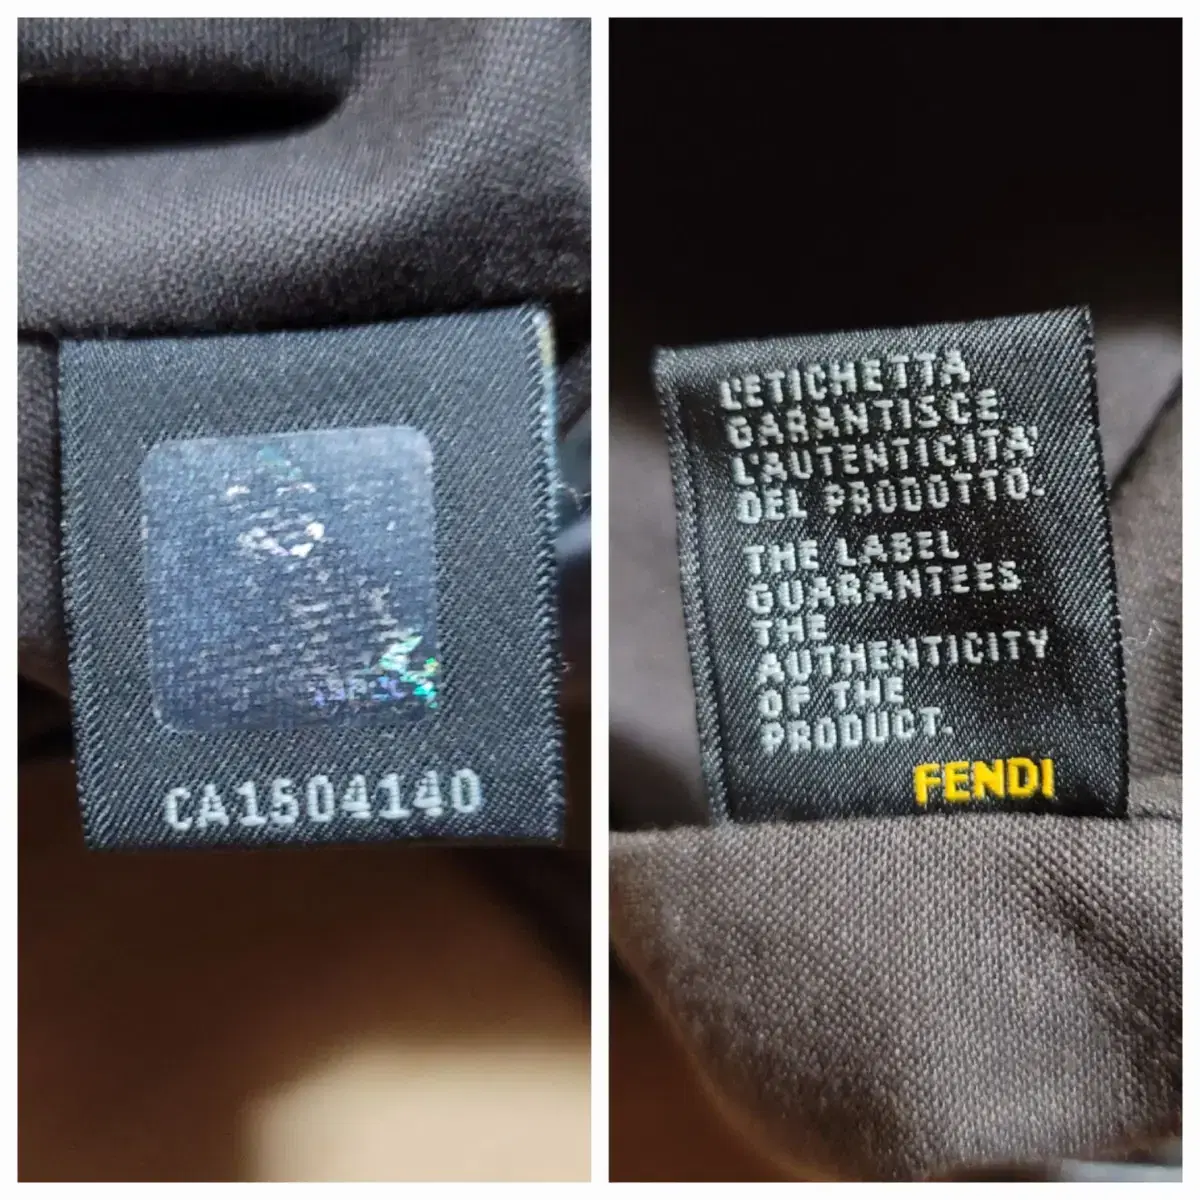 CA1504140
L'ETICHETTA
GARANTISCE
L'AUTENTICITA'
DEL PRODOTTO.
THE LABEL
GUARANTEES
THE
AUTHENTICITY
OF THE
PRODUCT.
FENDI